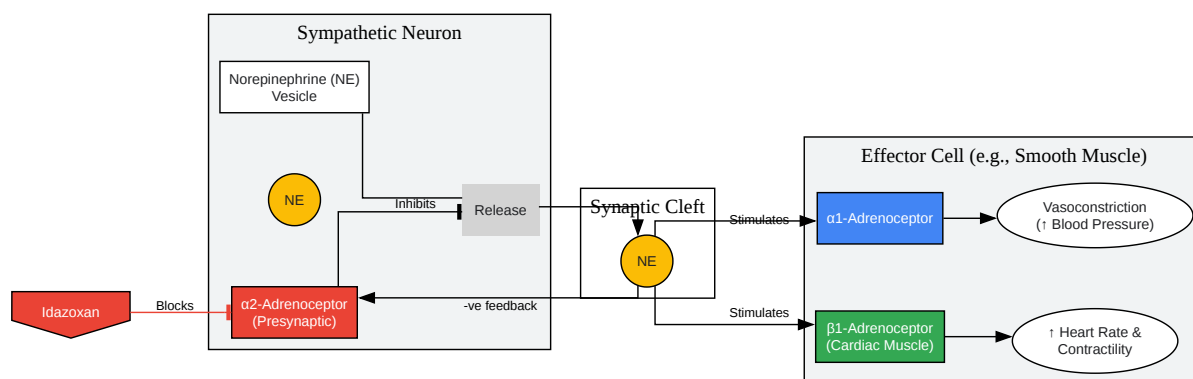 Sympathetic Neuron
Norepinephrine (NE)
Vesicle
NE
Inhibits
Release
Idazoxan
Blocks
α2-Adrenoceptor
(Presynaptic)
-ve feedback
Synaptic Cleft
NE
Stimulates
Stimulates
Effector Cell (e.g., Smooth Muscle)
α1-Adrenoceptor
Vasoconstriction
(↑ Blood Pressure)
β1-Adrenoceptor
(Cardiac Muscle)
↑ Heart Rate &
Contractility